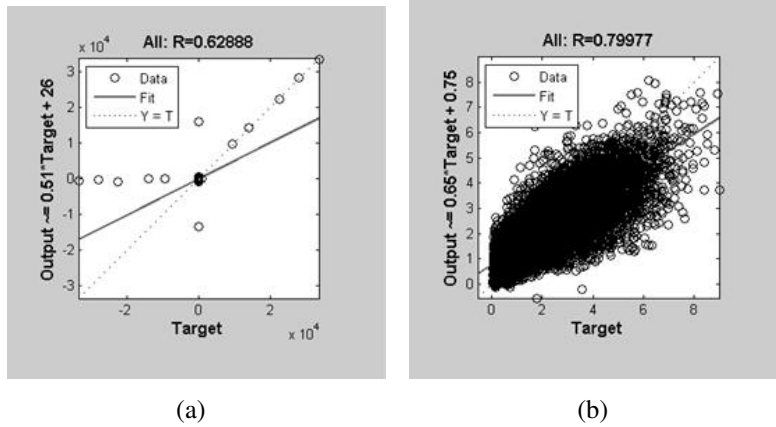 All: R=0.62888
x 10^4
Output ~= 0.51*Target + 26
3
2
1
0
-1
-2
-3
Data
Fit
Y = T
-2
0
2
x 10^4
Target
(a)
All: R=0.79977
Output ~= 0.65*Target + 0.75
8
7
6
5
4
3
2
1
0
Data
Fit
Y = T
0
2
4
6
8
Target
(b)